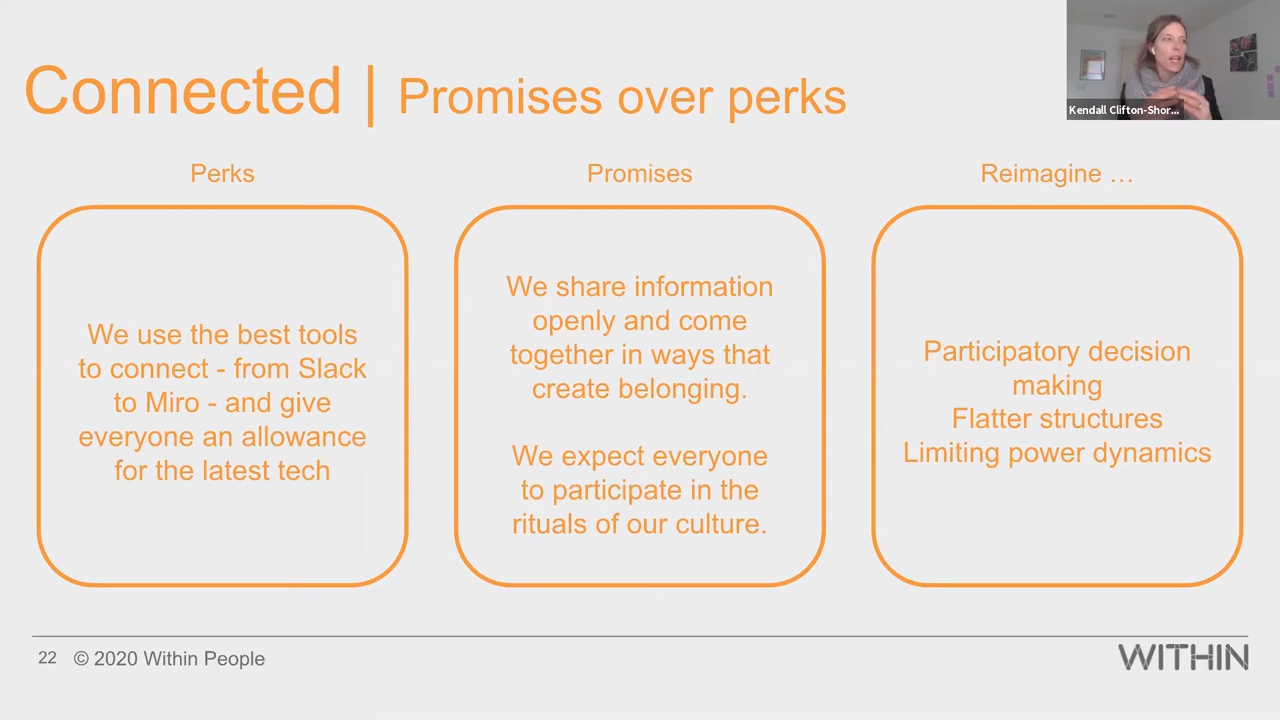 Connected | Promises over perks
Kendall Clifton-Shor...
Perks
Promises
Reimagine …
We use the best tools
to connect - from Slack
to Miro - and give
everyone an allowance
for the latest tech
We share information
openly and come
together in ways that
create belonging.
We expect everyone
to participate in the
rituals of our culture.
Participatory decision
making
Flatter structures
Limiting power dynamics
22 © 2020 Within People
WITHIN